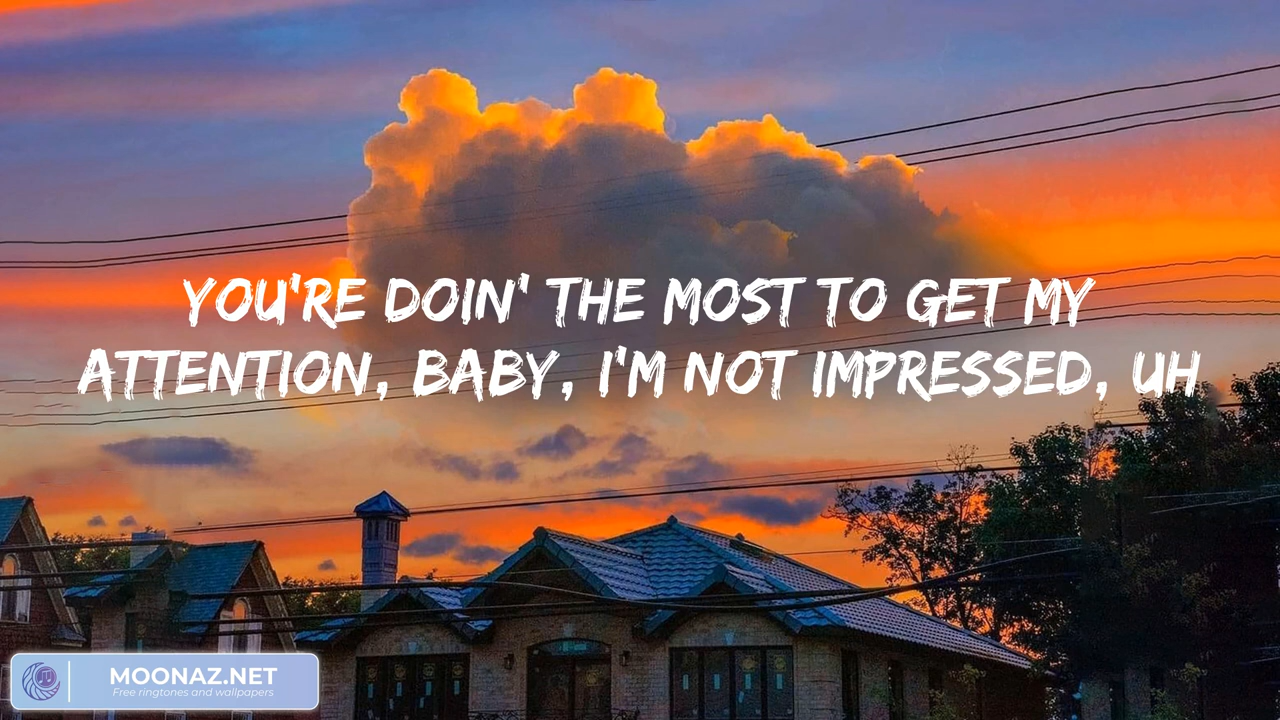 YOU'RE DOIN' THE MOST TO GET MY
ATTENTION, BABY, I'M NOT IMPRESSED, UH
MOONAZ.NET
Free ringtones and wallpapers